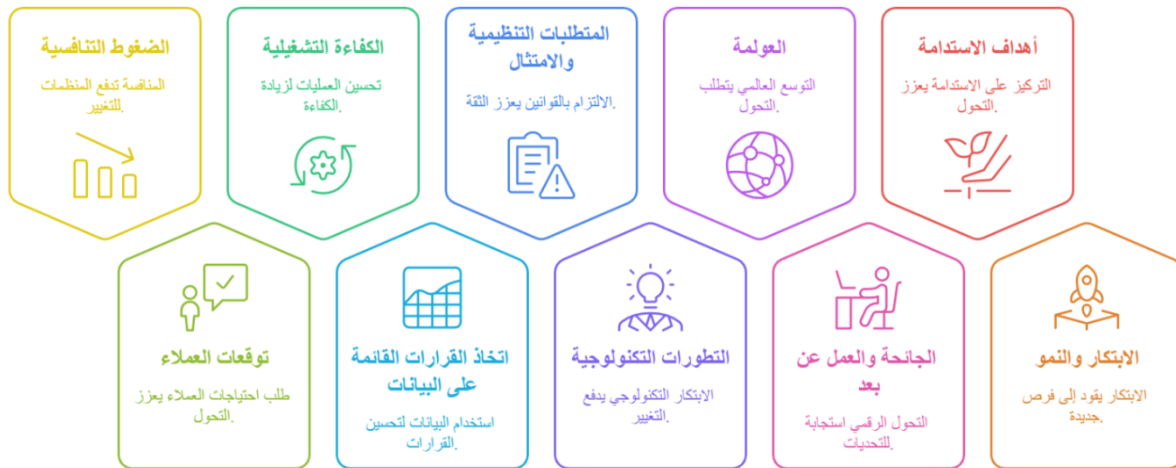 أهداف الاستدامة
التركيز على الاستدامة يعزز
التحول.
العولمة
التوسع العالمي يتطلب
التحول.
المتطلبات التنظيمية
والامتثال
الالتزام بالقوانين يعزز الثقة.
الكفاءة التشغيلية
تحسين العمليات لزيادة
الكفاءة.
الضغوط التنافسية
المنافسة تدفع المنظمات
للتغيير.
الابتكار والنمو
الابتكار يقود إلى فرص
جديدة.
الجائحة والعمل عن
بعد
التحول الرقمي استجابة
للتحديات.
التطورات التكنولوجية
الابتكار التكنولوجي يدفع
التغيير.
اتخاذ القرارات القائمة
على البيانات
استخدام البيانات لتحسين
القرارات.
توقعات العملاء
طلب احتياجات العملاء يعزز
التحول.